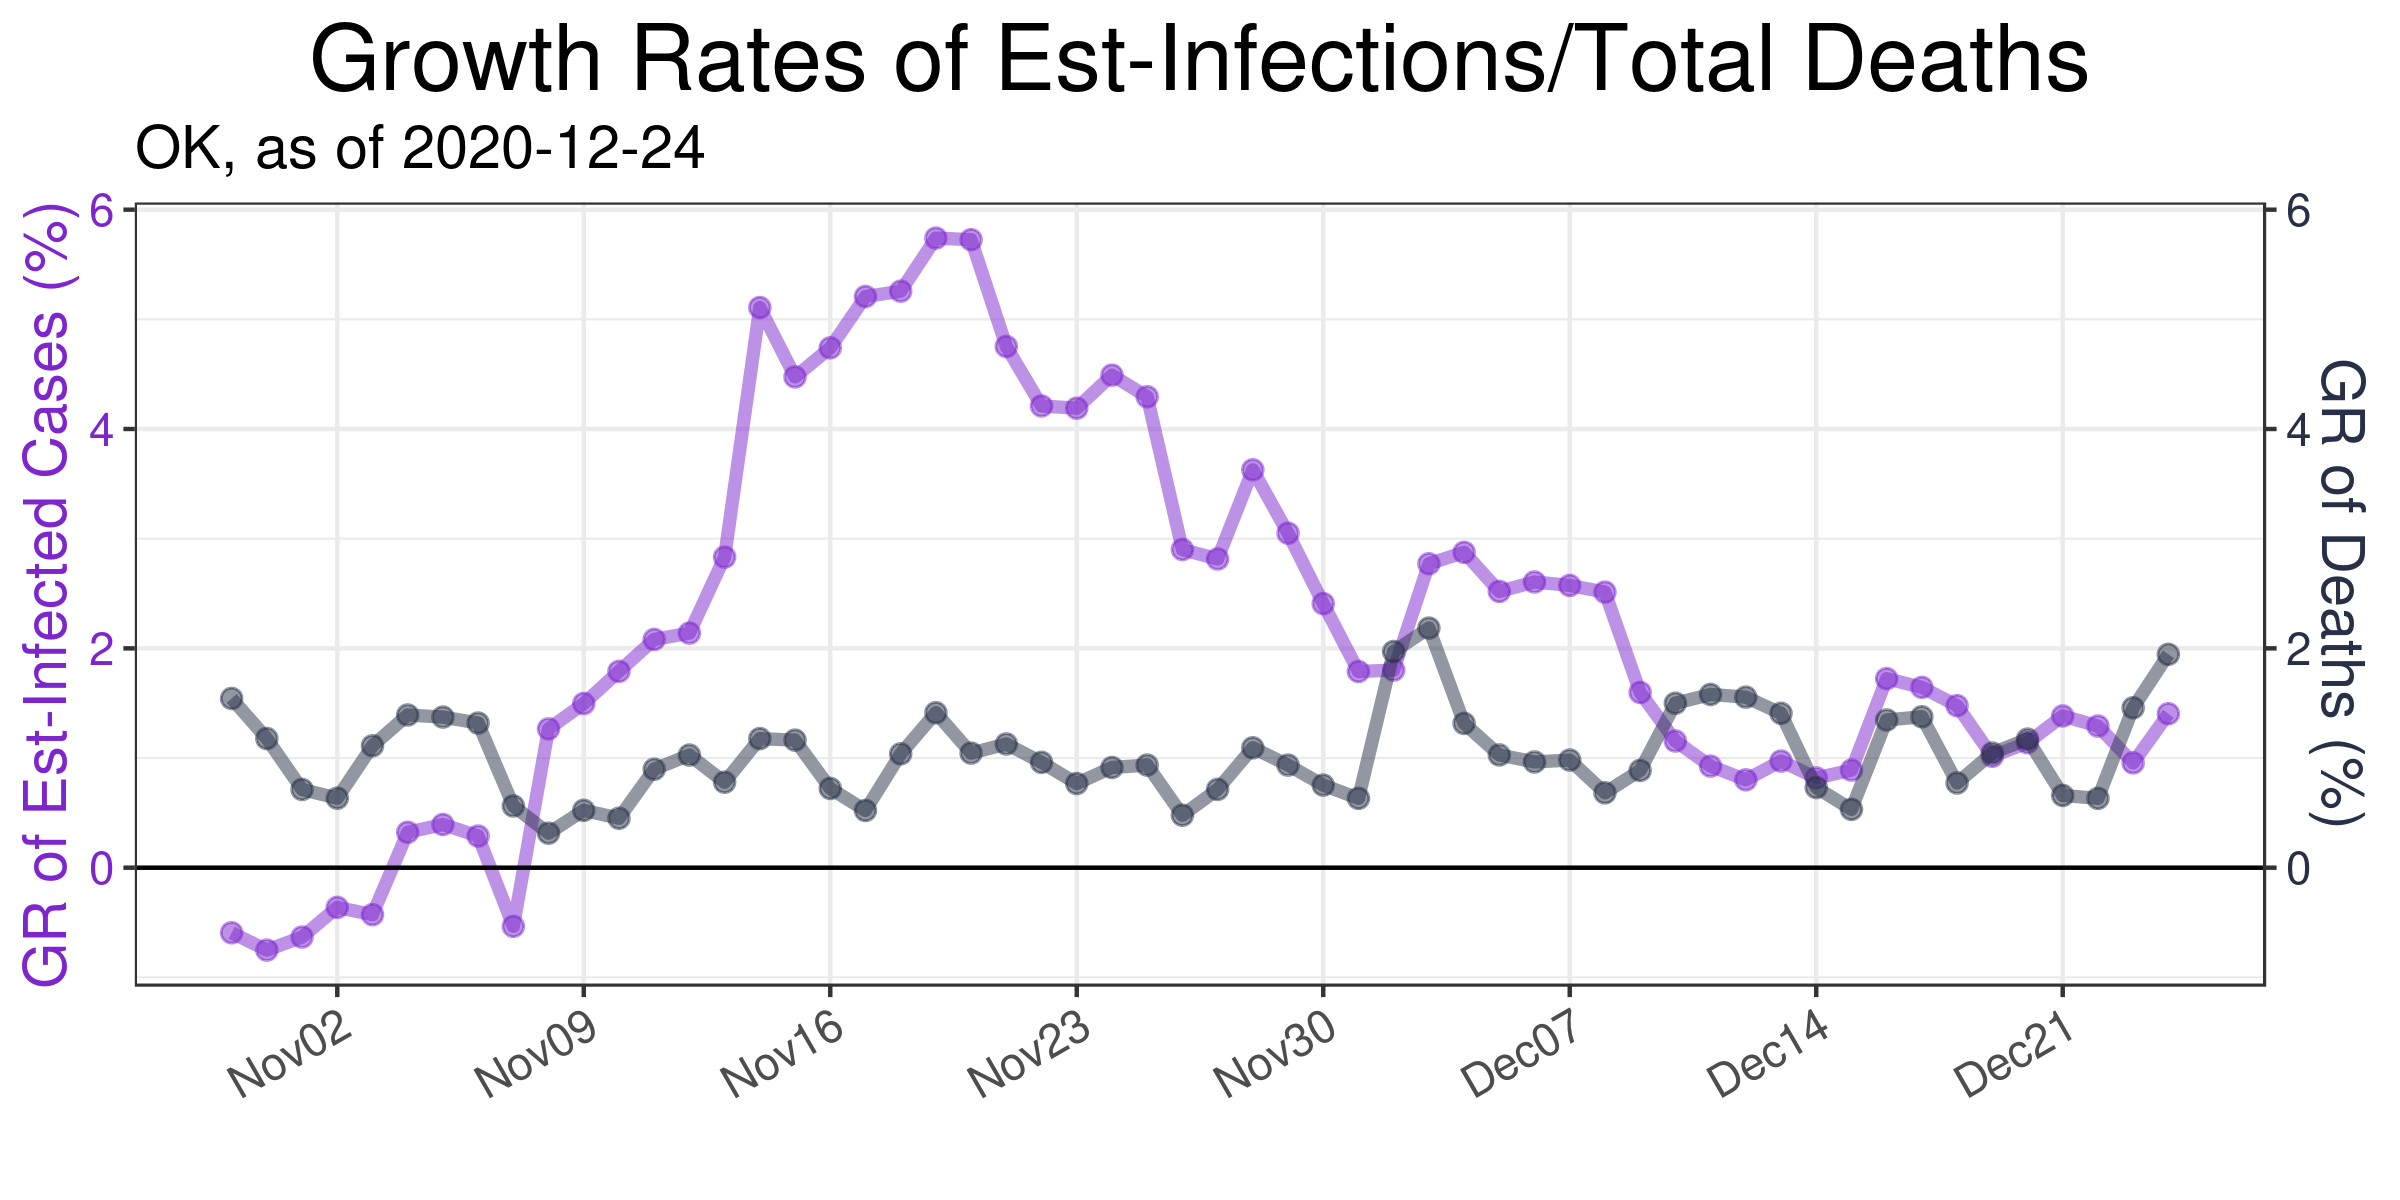 Growth Rates of Est-Infections/Total Deaths
OK, as of 2020-12-24
GR of Est-Infected Cases (%)
6
4
2
0
6
4
2
0
GR of Deaths (%)
Nov02
Nov09
Nov16
Nov23
Nov30
Dec07
Dec14
Dec21